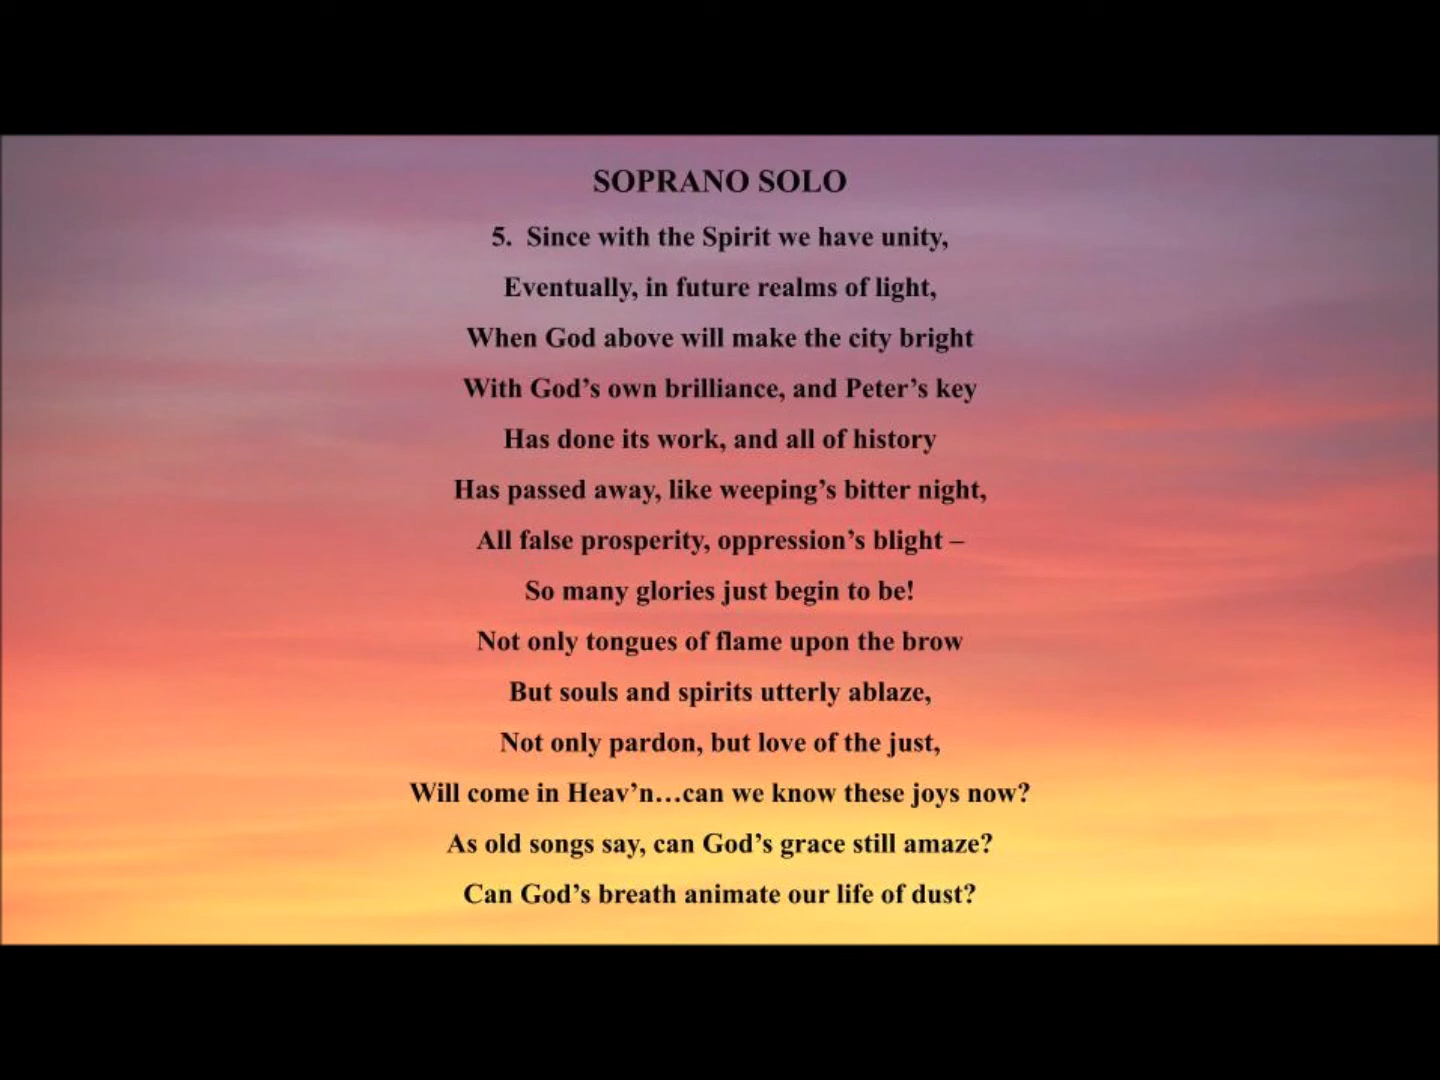 SOPRANO SOLO
5.  Since with the Spirit we have unity,
Eventually, in future realms of light,
When God above will make the city bright
With God’s own brilliance, and Peter’s key
Has done its work, and all of history
Has passed away, like weeping’s bitter night,
All false prosperity, oppression’s blight –
So many glories just begin to be!
Not only tongues of flame upon the brow
But souls and spirits utterly ablaze,
Not only pardon, but love of the just,
Will come in Heav’n…can we know these joys now?
As old songs say, can God’s grace still amaze?
Can God’s breath animate our life of dust?